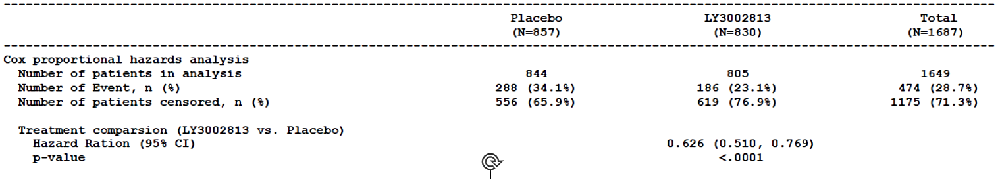 Placebo LY3002813 Total
(N=857) (N=830) (N=1687)
Cox proportional hazards analysis
Number of patients in analysis 844 805 1649
Number of Event, n (%) 288 (34.1%) 186 (23.1%) 474 (28.7%)
Number of patients censored, n (%) 556 (65.9%) 619 (76.9%) 1175 (71.3%)
Treatment comparsion (LY3002813 vs. Placebo)
Hazard Ration (95% CI) 0.626 (0.510, 0.769)
p-value <.0001